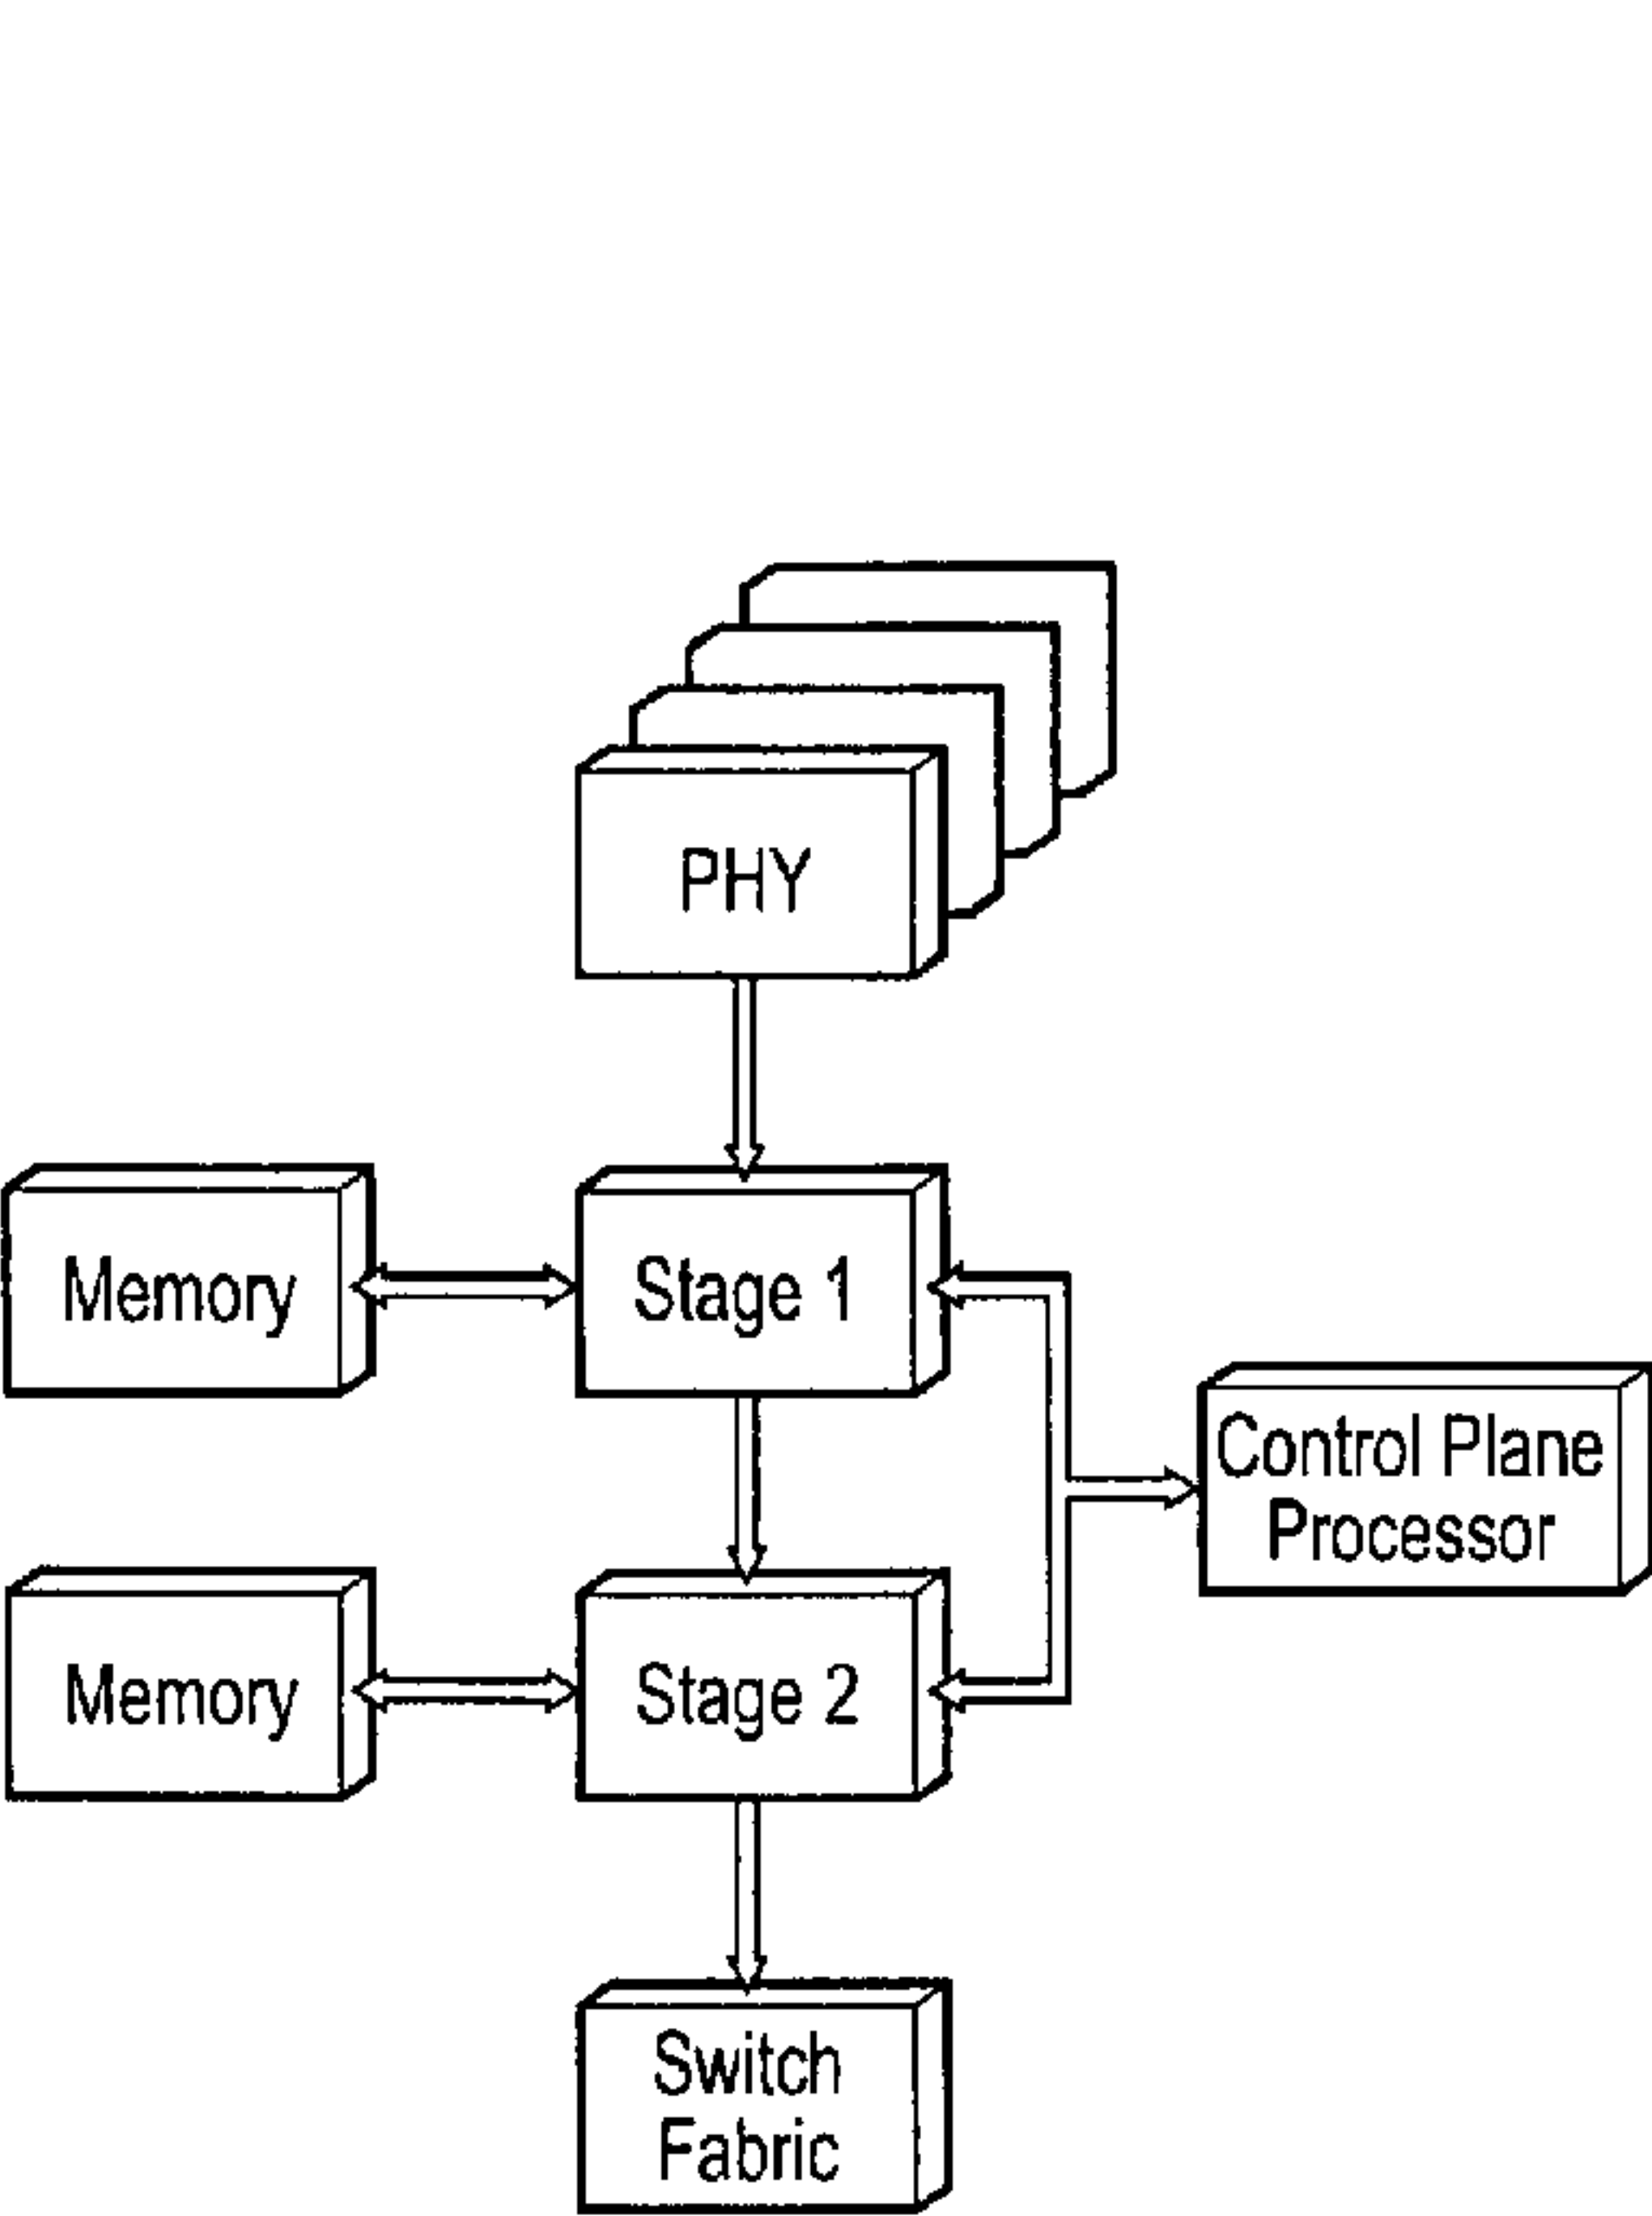 PHY
Memory
Stage 1
Control Plane
Processor
Memory
Stage 2
Switch
Fabric